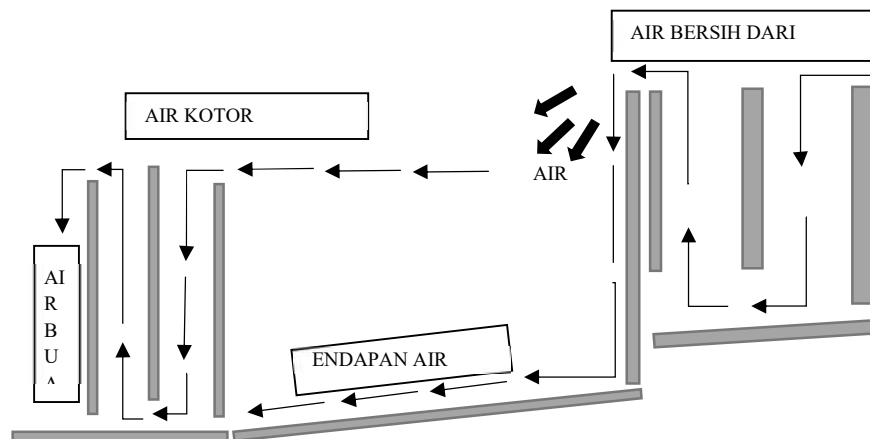 AIR BERSIH DARI
AIR KOTOR
AIR
AI
R
B
U
ENDAPAN AIR